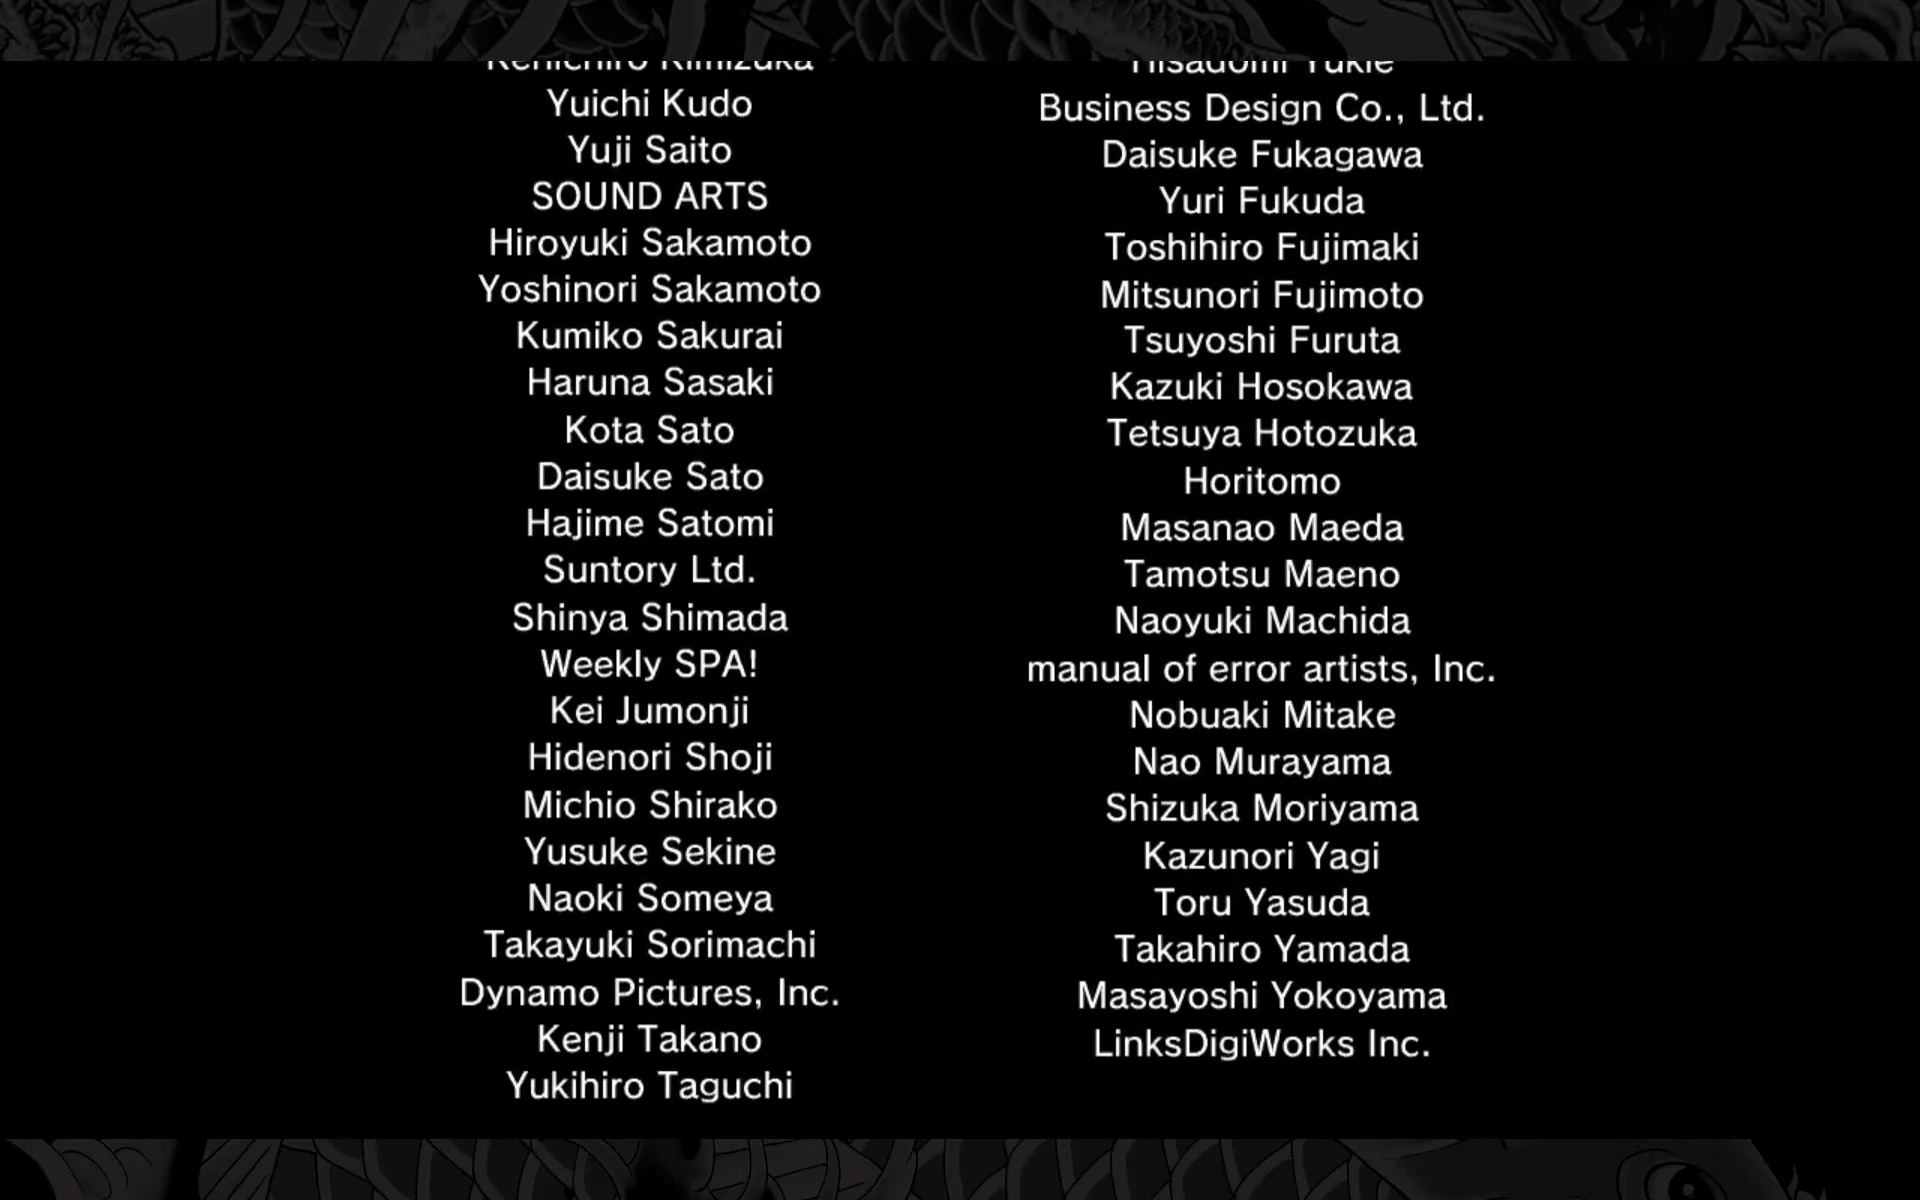 Kenichiro Kimizuka
Yuichi Kudo
Yuji Saito
SOUND ARTS
Hiroyuki Sakamoto
Yoshinori Sakamoto
Kumiko Sakurai
Haruna Sasaki
Kota Sato
Daisuke Sato
Hajime Satomi
Suntory Ltd.
Shinya Shimada
Weekly SPA!
Kei Jumonji
Hidenori Shoji
Michio Shirako
Yusuke Sekine
Naoki Someya
Takayuki Sorimachi
Dynamo Pictures, Inc.
Kenji Takano
Yukihiro Taguchi
Hisadomi Yukie
Business Design Co., Ltd.
Daisuke Fukagawa
Yuri Fukuda
Toshihiro Fujimaki
Mitsunori Fujimoto
Tsuyoshi Furuta
Kazuki Hosokawa
Tetsuya Hotozuka
Horitomo
Masanao Maeda
Tamotsu Maeno
Naoyuki Machida
manual of error artists, Inc.
Nobuaki Mitake
Nao Murayama
Shizuka Moriyama
Kazunori Yagi
Toru Yasuda
Takahiro Yamada
Masayoshi Yokoyama
LinksDigiWorks Inc.